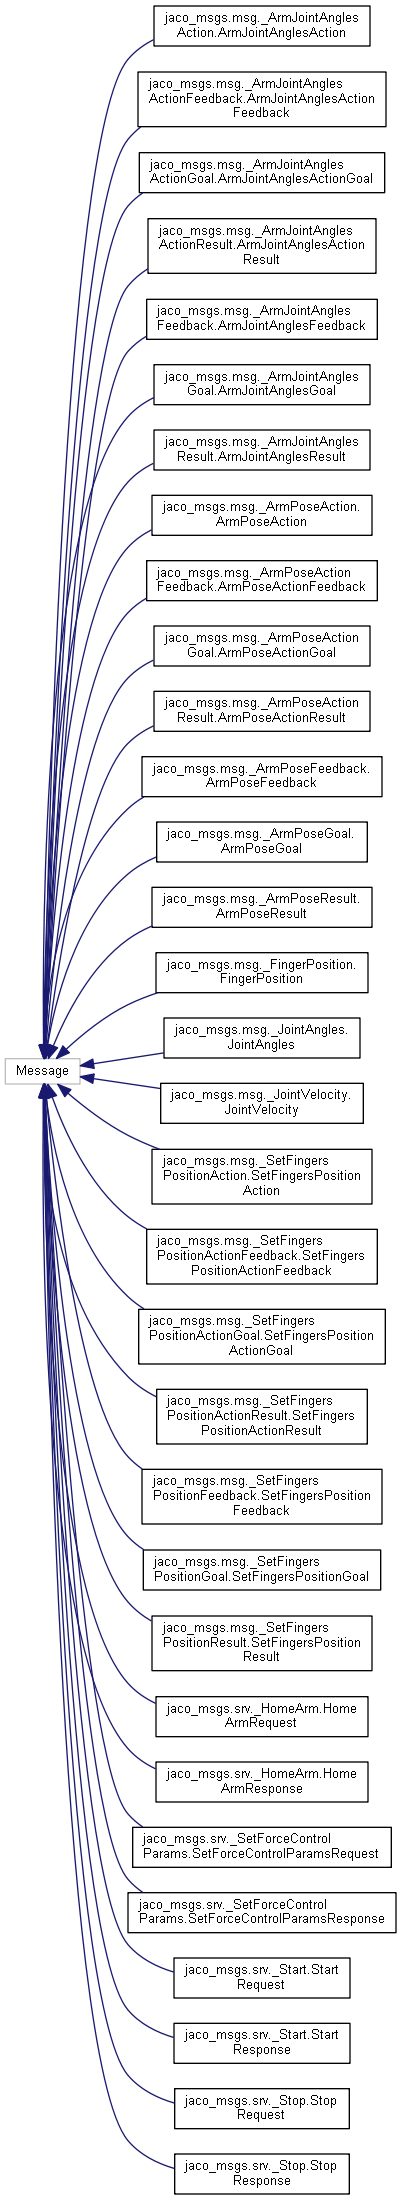 jaco_msgs.msg._ArmJointAngles
Action.ArmJointAnglesAction
jaco_msgs.msg._ArmJointAngles
ActionFeedback.ArmJointAnglesAction
Feedback
jaco_msgs.msg._ArmJointAngles
ActionGoal.ArmJointAnglesActionGoal
jaco_msgs.msg._ArmJointAngles
ActionResult.ArmJointAnglesAction
Result
jaco_msgs.msg._ArmJointAngles
Feedback.ArmJointAnglesFeedback
jaco_msgs.msg._ArmJointAngles
Goal.ArmJointAnglesGoal
jaco_msgs.msg._ArmJointAngles
Result.ArmJointAnglesResult
jaco_msgs.msg._ArmPoseAction.
ArmPoseAction
jaco_msgs.msg._ArmPoseAction
Feedback.ArmPoseActionFeedback
jaco_msgs.msg._ArmPoseAction
Goal.ArmPoseActionGoal
jaco_msgs.msg._ArmPoseAction
Result.ArmPoseActionResult
jaco_msgs.msg._ArmPoseFeedback.
ArmPoseFeedback
jaco_msgs.msg._ArmPoseGoal.
ArmPoseGoal
jaco_msgs.msg._ArmPoseResult.
ArmPoseResult
jaco_msgs.msg._FingerPosition.
FingerPosition
jaco_msgs.msg._JointAngles.
JointAngles
Message
jaco_msgs.msg._JointVelocity.
JointVelocity
jaco_msgs.msg._SetFingers
PositionAction.SetFingersPosition
Action
jaco_msgs.msg._SetFingers
PositionActionFeedback.SetFingers
PositionActionFeedback
jaco_msgs.msg._SetFingers
PositionActionGoal.SetFingersPosition
ActionGoal
jaco_msgs.msg._SetFingers
PositionActionResult.SetFingers
PositionActionResult
jaco_msgs.msg._SetFingers
PositionFeedback.SetFingersPosition
Feedback
jaco_msgs.msg._SetFingers
PositionGoal.SetFingersPositionGoal
jaco_msgs.msg._SetFingers
PositionResult.SetFingersPosition
Result
jaco_msgs.srv._HomeArm.Home
ArmRequest
jaco_msgs.srv._HomeArm.Home
ArmResponse
jaco_msgs.srv._SetForceControl
Params.SetForceControlParamsRequest
jaco_msgs.srv._SetForceControl
Params.SetForceControlParamsResponse
jaco_msgs.srv._Start.Start
Request
jaco_msgs.srv._Start.Start
Response
jaco_msgs.srv._Stop.Stop
Request
jaco_msgs.srv._Stop.Stop
Response